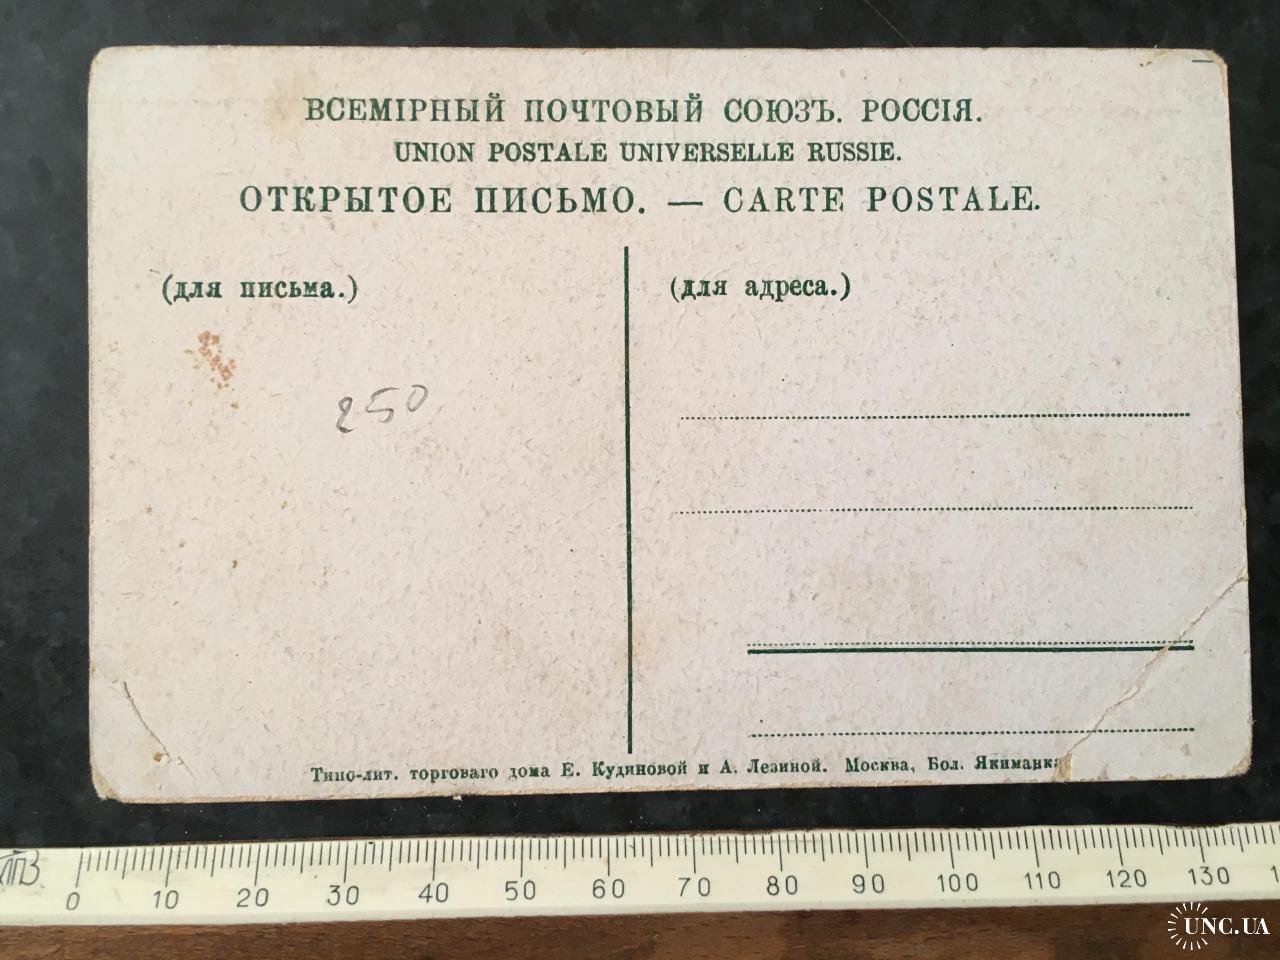 ВСЕМІРНЫЙ ПОЧТОВЫЙ СОЮЗЪ. РОССІЯ.
UNION POSTALE UNIVERSELLE RUSSIE.
ОТКРЫТОЕ ПИСЬМО. — CARTE POSTALE.
(для письма.)
(для адреса.)
250
Типо-лит. торговаго дома Е. Кудиновой и А. Лезиной. Москва, Бол. Якиманка
0 10 20 30 40 50 60 70 80 90 100 110 120 130
UNC.UA